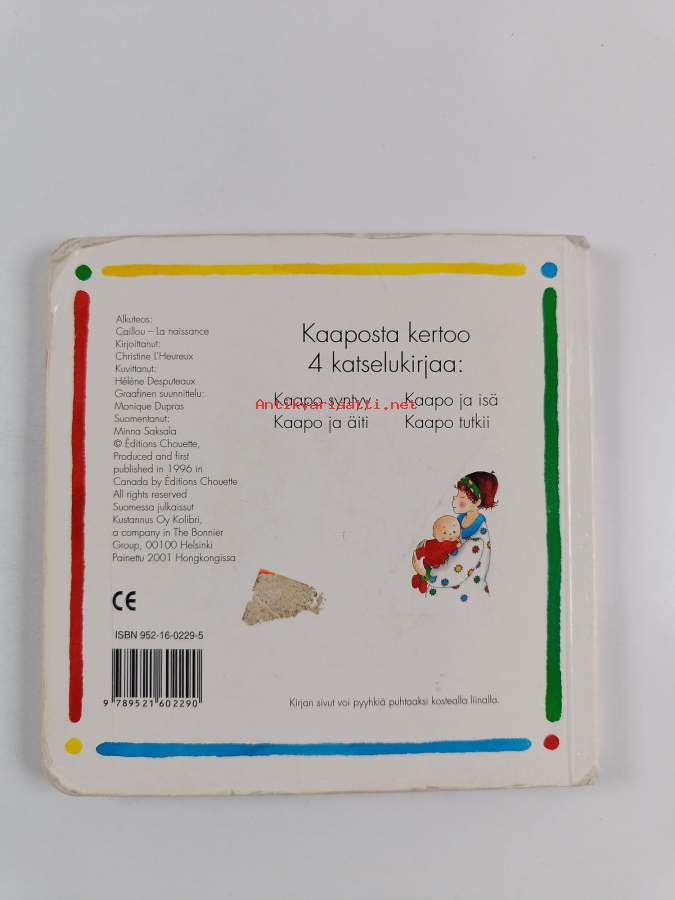 Alkuteos:
Caillou – La naissance
Kirjoittanut:
Christine L'Heureux
Kuvittanut:
Hélène Desputeaux
Graafinen suunnittelu:
Monique Dupras
Suomentanut:
Minna Saksala
© Éditions Chouette,
Produced and first
published in 1996 in
Canada by Éditions Chouette
All rights reserved
Suomessa julkaissut
Kustannus Oy Kolibri,
a company in The Bonnier
Group, 00100 Helsinki
Painettu 2001 Hongkongissa
CE
ISBN 952-16-0229-5
9 789521 602290
Kaaposta kertoo
4 katselukirjaa:
Kaapo syntyy Kaapo ja isä
Antikvariaatti.net
Kaapo ja äiti Kaapo tutkii
Kirjan sivut voi pyyhkiä puhtaaksi kostealla liinalla.